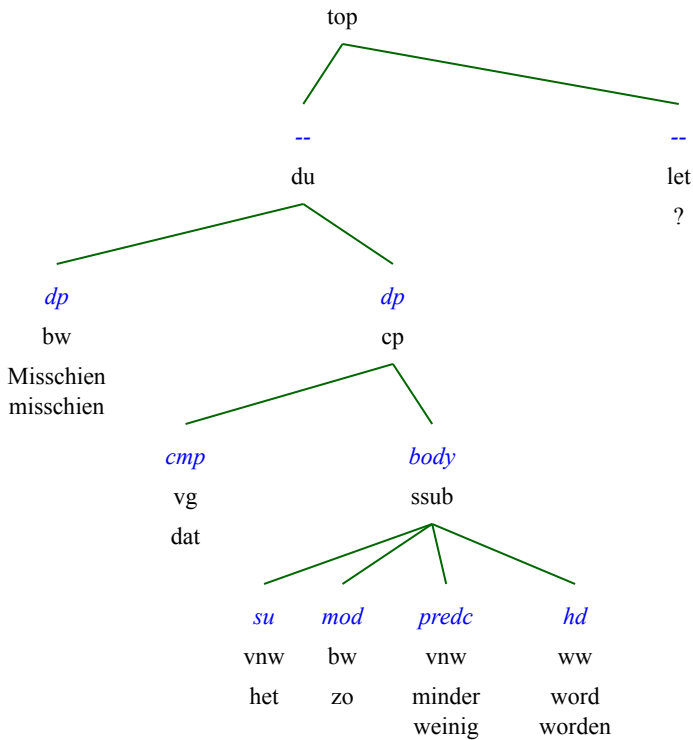 top
-- --
du let
?
dp dp
bw cp
Misschien
misschien
cmp body
vg ssub
dat
su mod predc hd
vnw bw vnw ww
het zo minder word
weinig worden